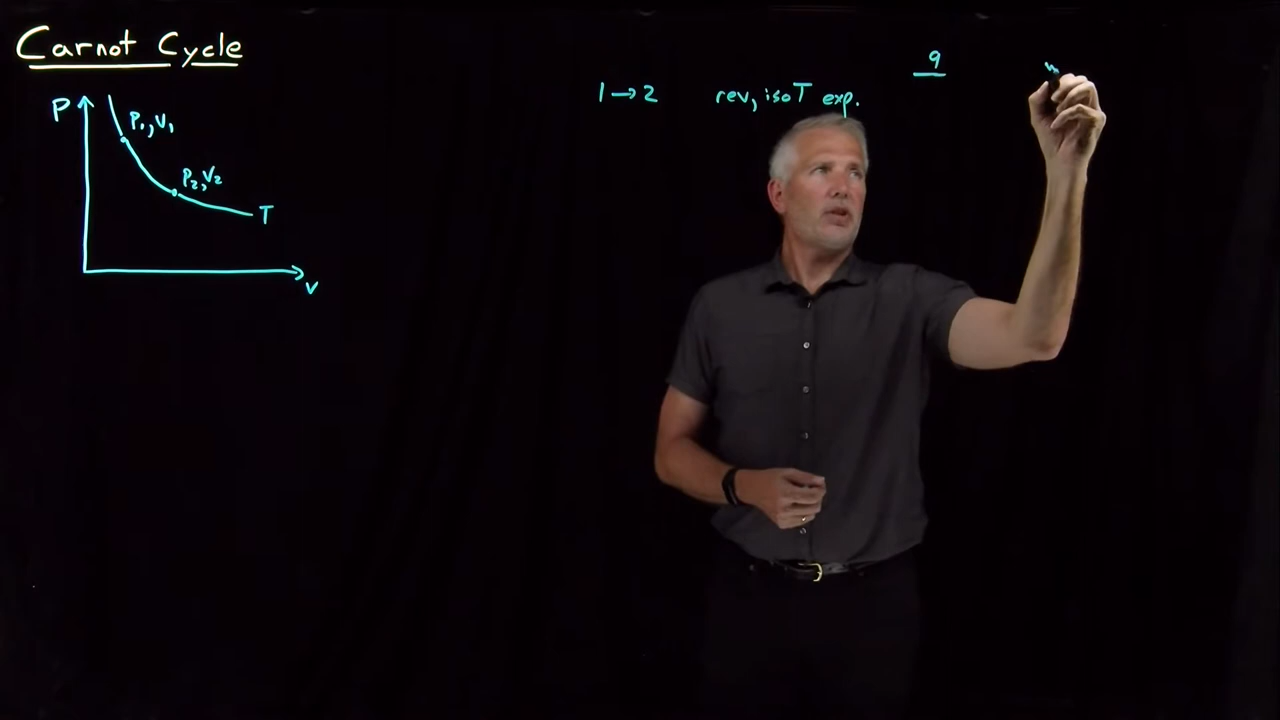 Carnot Cycle
P
P₁,V₁
P₂,V₂
T
V
q
w
1→2 rev, isoT exp.